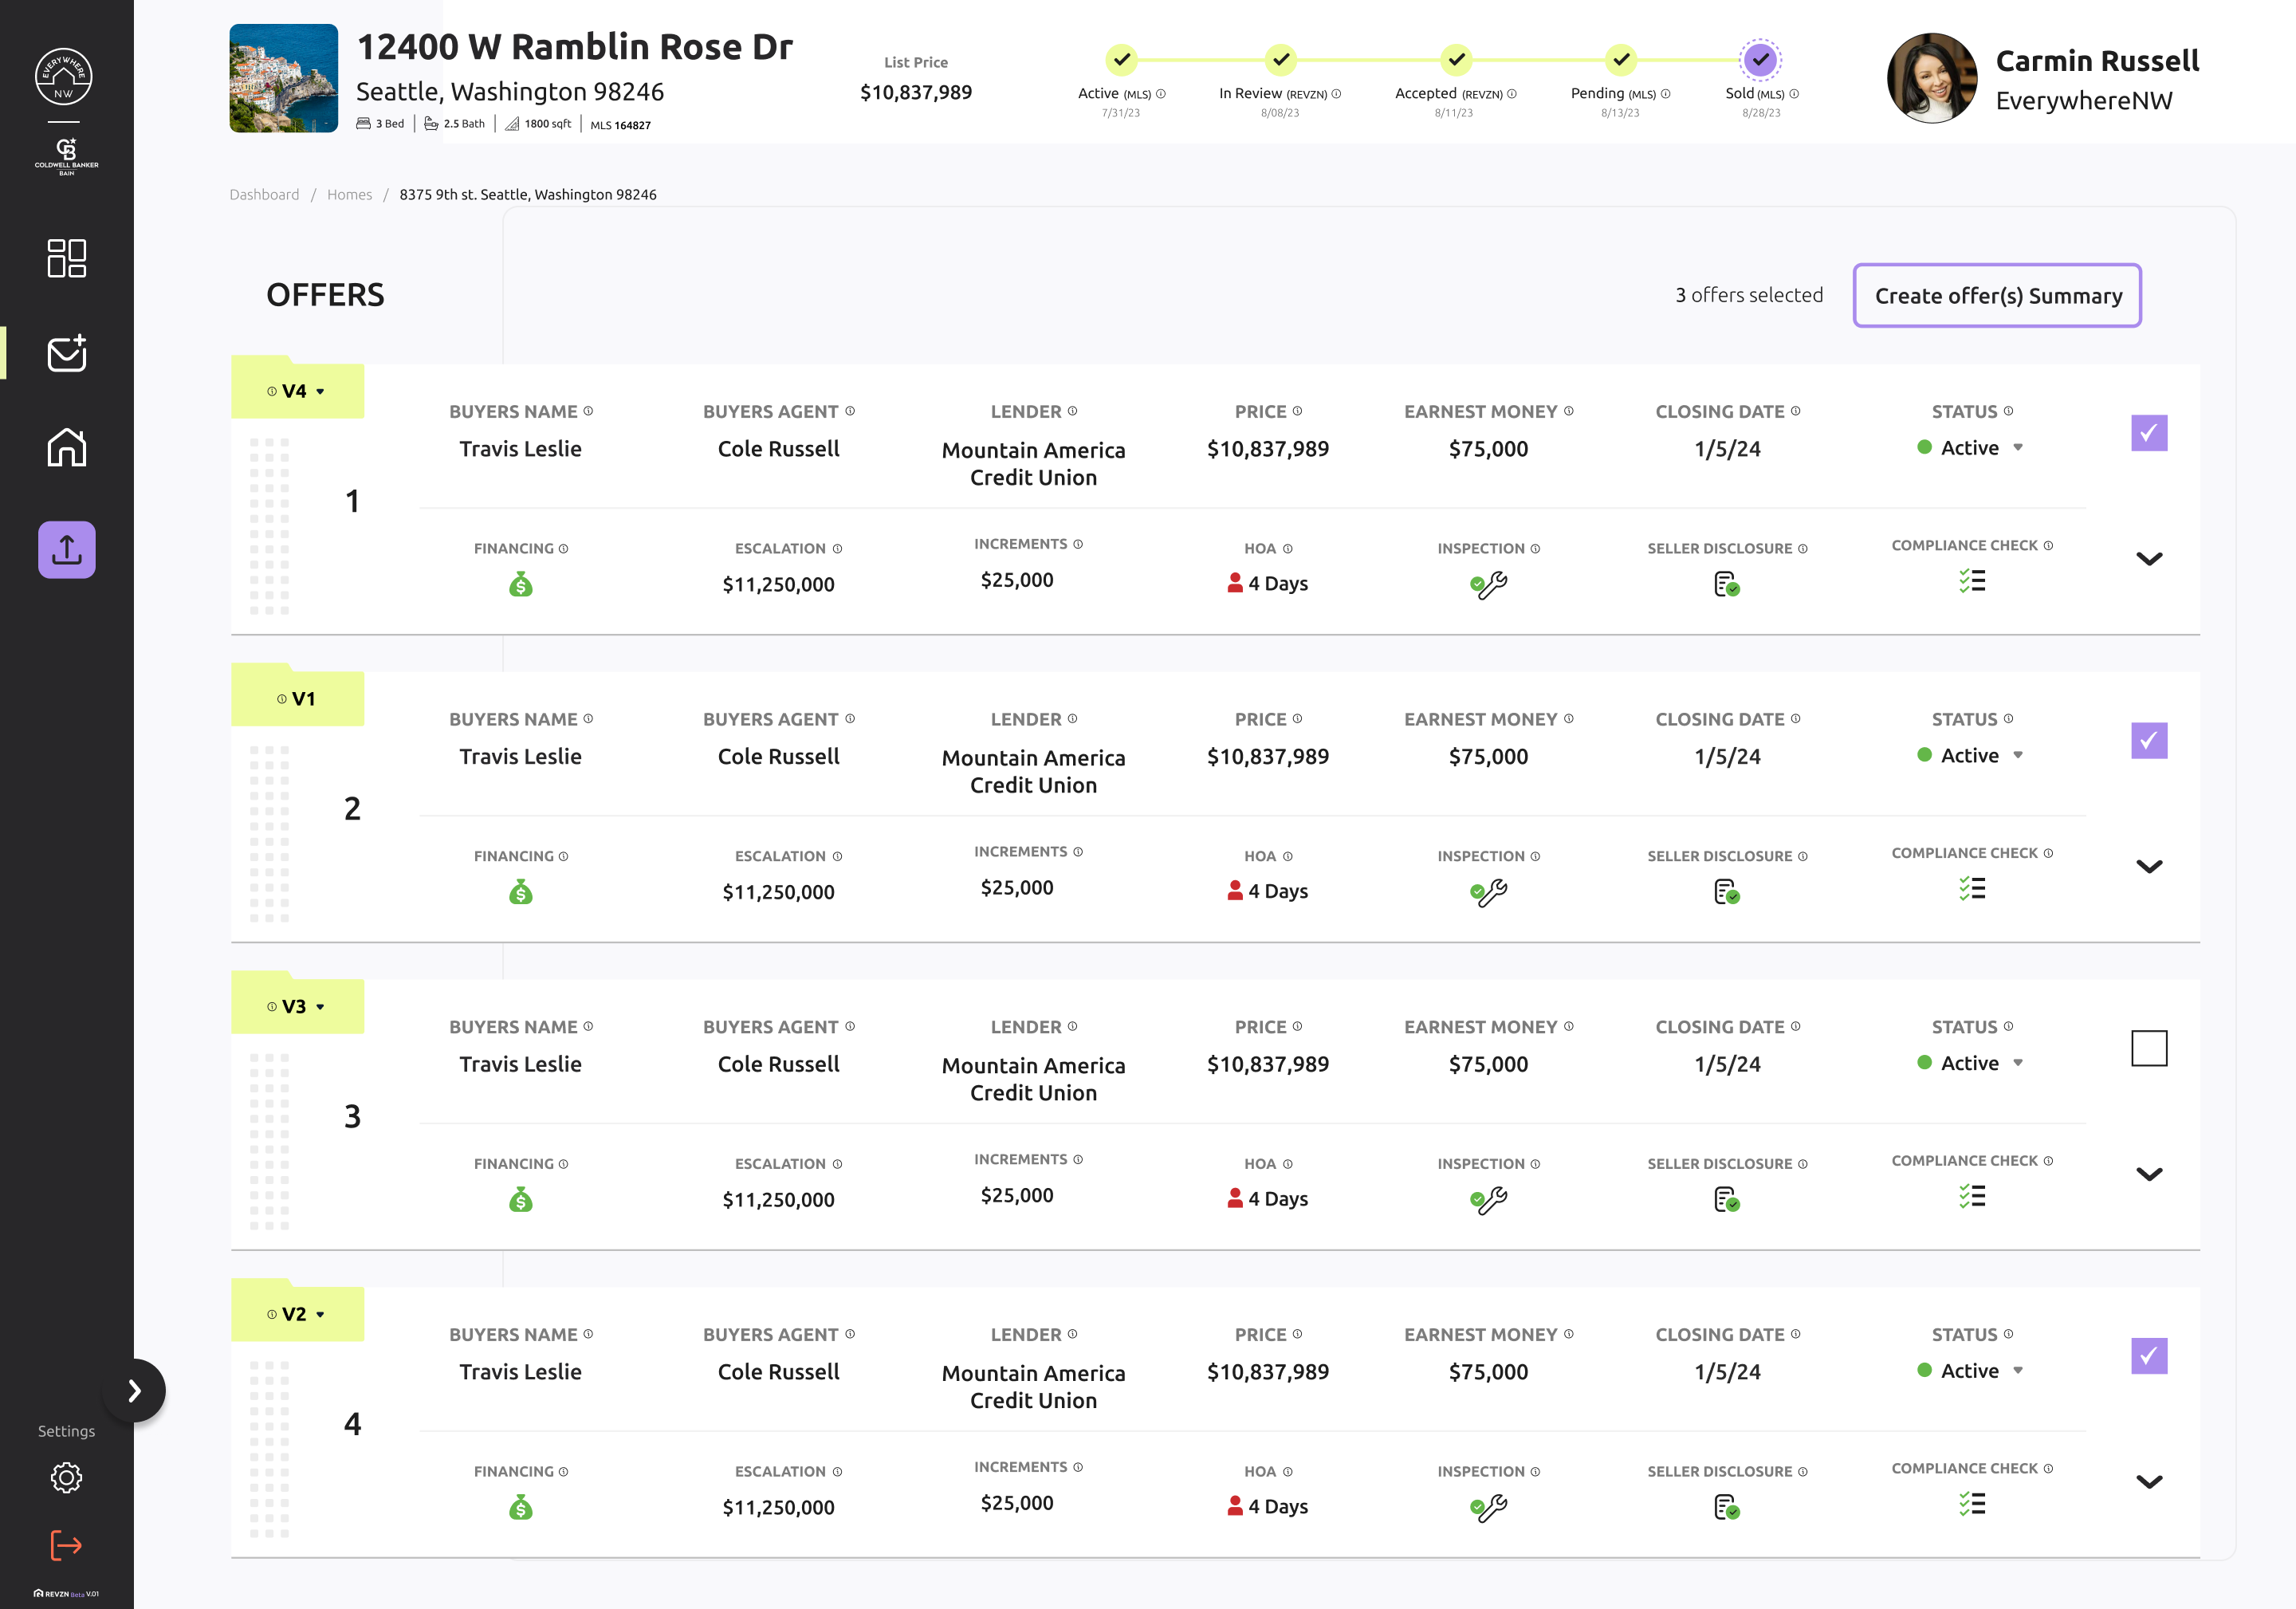 EVERYWHERE
NW
CB
COLDWELL BANKER
BAIN
12400 W Ramblin Rose Dr
Seattle, Washington 98246
3 Bed | 2.5 Bath | 1800 sqft | MLS 164827
List Price
$10,837,989
Active (MLS)
7/31/23
In Review (REVZN)
8/08/23
Accepted (REVZN)
8/11/23
Pending (MLS)
8/13/23
Sold (MLS)
8/28/23
Carmin Russell
EverywhereNW
Dashboard / Homes / 8375 9th st. Seattle, Washington 98246
OFFERS
3 offers selected
Create offer(s) Summary
V4
1
BUYERS NAME BUYERS AGENT LENDER PRICE EARNEST MONEY CLOSING DATE STATUS
Travis Leslie Cole Russell Mountain America $10,837,989 $75,000 1/5/24 Active
Credit Union
FINANCING ESCALATION INCREMENTS HOA INSPECTION SELLER DISCLOSURE COMPLIANCE CHECK
$ $11,250,000 $25,000 4 Days
V1
2
BUYERS NAME BUYERS AGENT LENDER PRICE EARNEST MONEY CLOSING DATE STATUS
Travis Leslie Cole Russell Mountain America $10,837,989 $75,000 1/5/24 Active
Credit Union
FINANCING ESCALATION INCREMENTS HOA INSPECTION SELLER DISCLOSURE COMPLIANCE CHECK
$ $11,250,000 $25,000 4 Days
V3
3
BUYERS NAME BUYERS AGENT LENDER PRICE EARNEST MONEY CLOSING DATE STATUS
Travis Leslie Cole Russell Mountain America $10,837,989 $75,000 1/5/24 Active
Credit Union
FINANCING ESCALATION INCREMENTS HOA INSPECTION SELLER DISCLOSURE COMPLIANCE CHECK
$ $11,250,000 $25,000 4 Days
V2
4
BUYERS NAME BUYERS AGENT LENDER PRICE EARNEST MONEY CLOSING DATE STATUS
Travis Leslie Cole Russell Mountain America $10,837,989 $75,000 1/5/24 Active
Credit Union
FINANCING ESCALATION INCREMENTS HOA INSPECTION SELLER DISCLOSURE COMPLIANCE CHECK
$ $11,250,000 $25,000 4 Days
Settings
REVZN Beta V.01